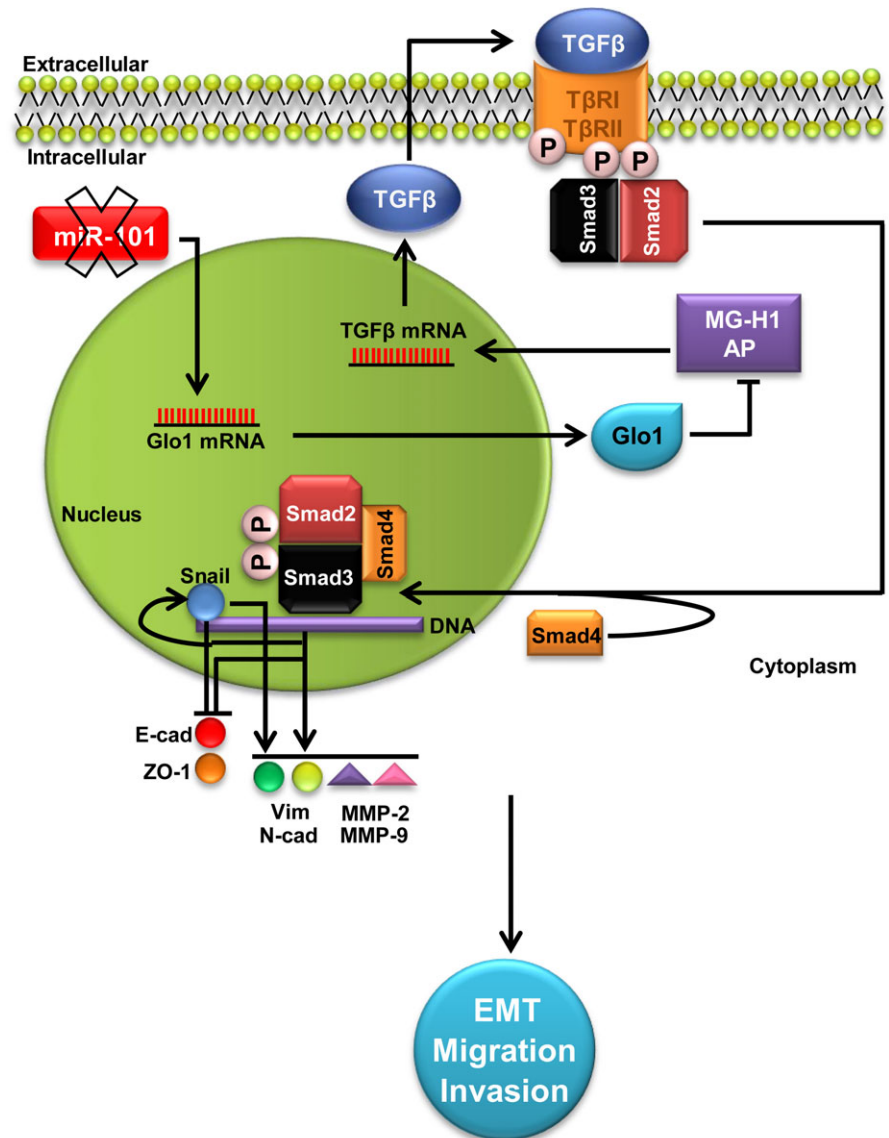 TGFβ
Extracellular
TβRI
TβRII
P
P
P
Intracellular
TGFβ
miR-101
Smad3
Smad2
TGFβ mRNA
MG-H1
AP
Glo1 mRNA
Glo1
Nucleus
P
P
Smad2
Smad4
Smad3
Snail
DNA
Smad4
Cytoplasm
E-cad
ZO-1
Vim
N-cad
MMP-2
MMP-9
EMT
Migration
Invasion